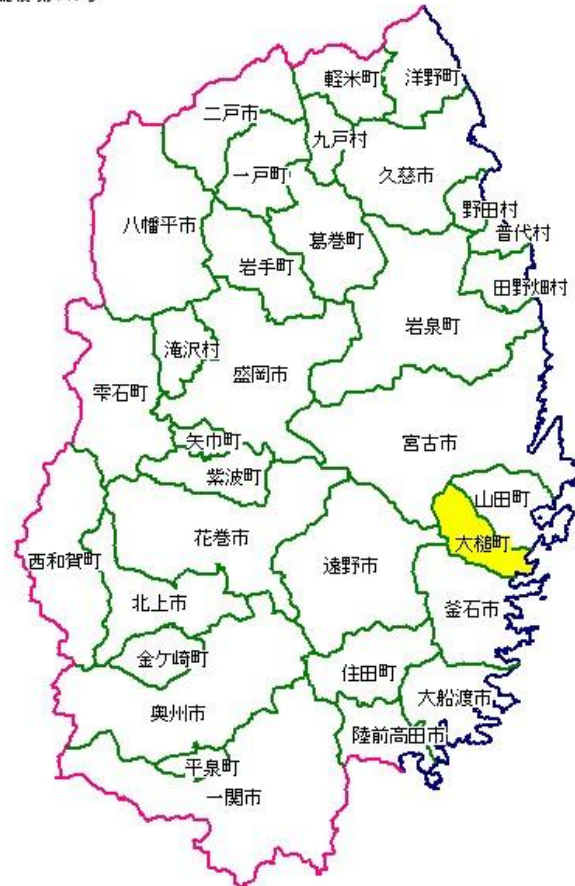 軽米町
洋野町
二戸市
九戸村
一戸町
久慈市
野田村
八幡平市
葛巻町
普代村
岩手町
田野畑村
岩泉町
滝沢村
盛岡市
雫石町
矢巾町
宮古市
紫波町
山田町
花巻市
大槌町
西和賀町
遠野市
北上市
釜石市
金ケ崎町
住田町
大船渡市
奥州市
陸前高田市
平泉町
一関市